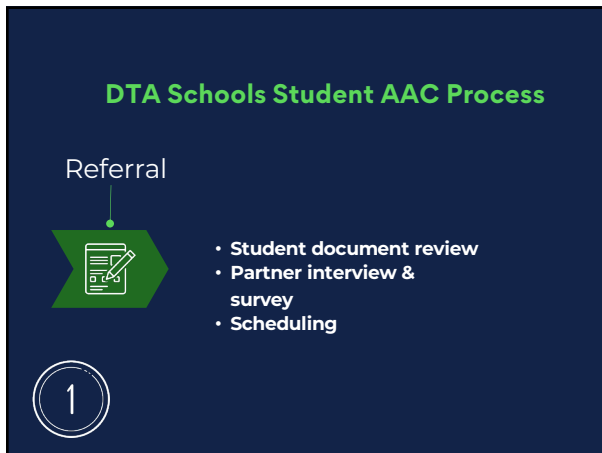 DTA Schools Student AAC Process
Referral
• Student document review
• Partner interview &
survey
• Scheduling
1